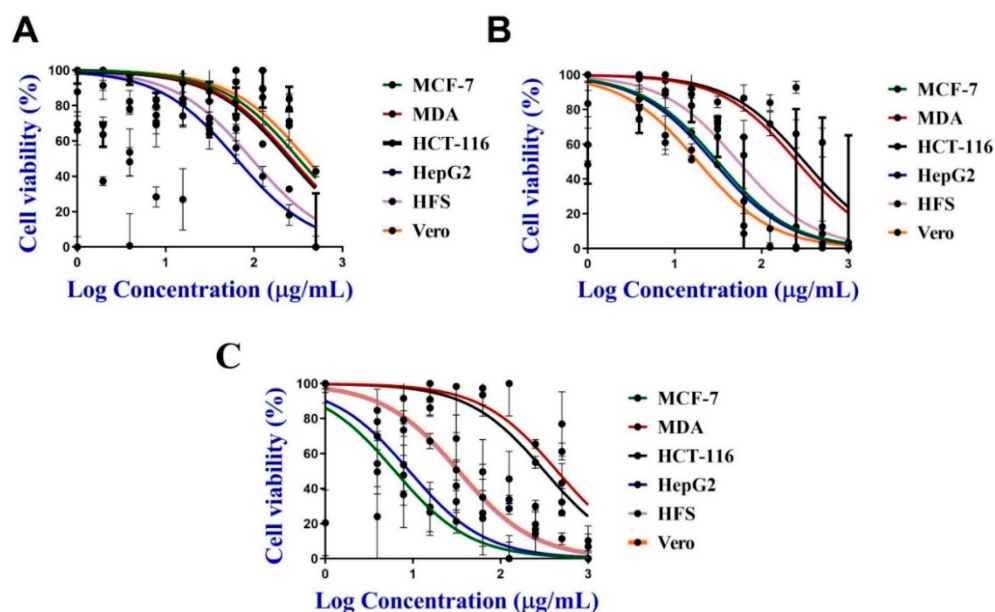 A
Cell viability (%)
100
80
60
40
20
0
0
1
2
3
Log Concentration (µg/mL)
MCF-7
MDA
HCT-116
HepG2
HFS
Vero
B
Cell viability (%)
100
80
60
40
20
0
0
1
2
3
Log Concentration (µg/mL)
MCF-7
MDA
HCT-116
HepG2
HFS
Vero
C
Cell viability (%)
100
80
60
40
20
0
0
1
2
3
Log Concentration (µg/mL)
MCF-7
MDA
HCT-116
HepG2
HFS
Vero